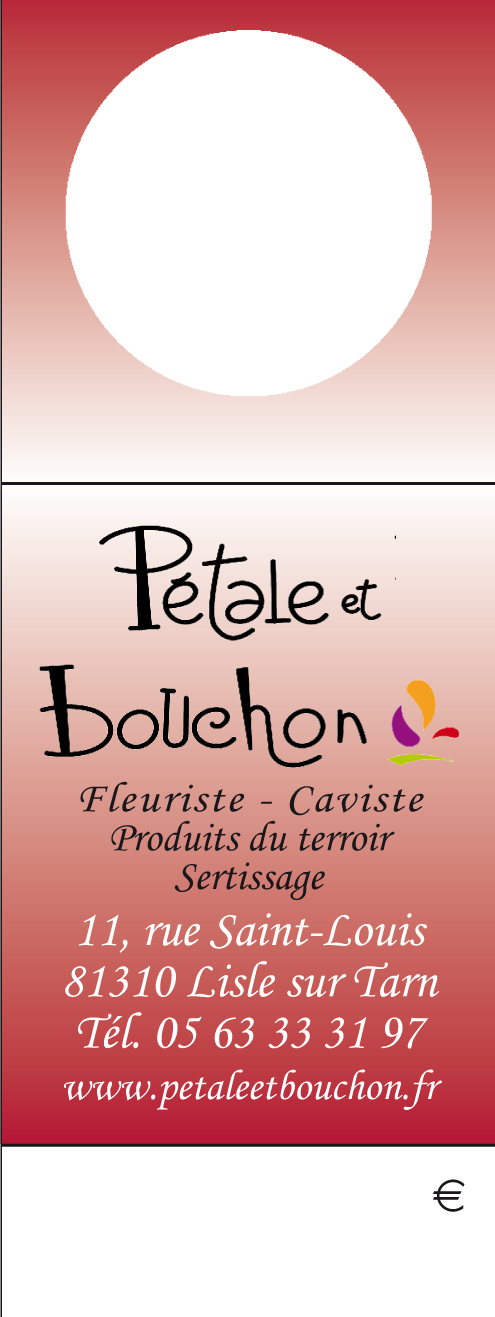 Pétale et
bouchon
Fleuriste - Caviste
Produits du terroir
Sertissage
11, rue Saint-Louis
81310 Lisle sur Tarn
Tél. 05 63 33 31 97
www.petaleetbouchon.fr
€